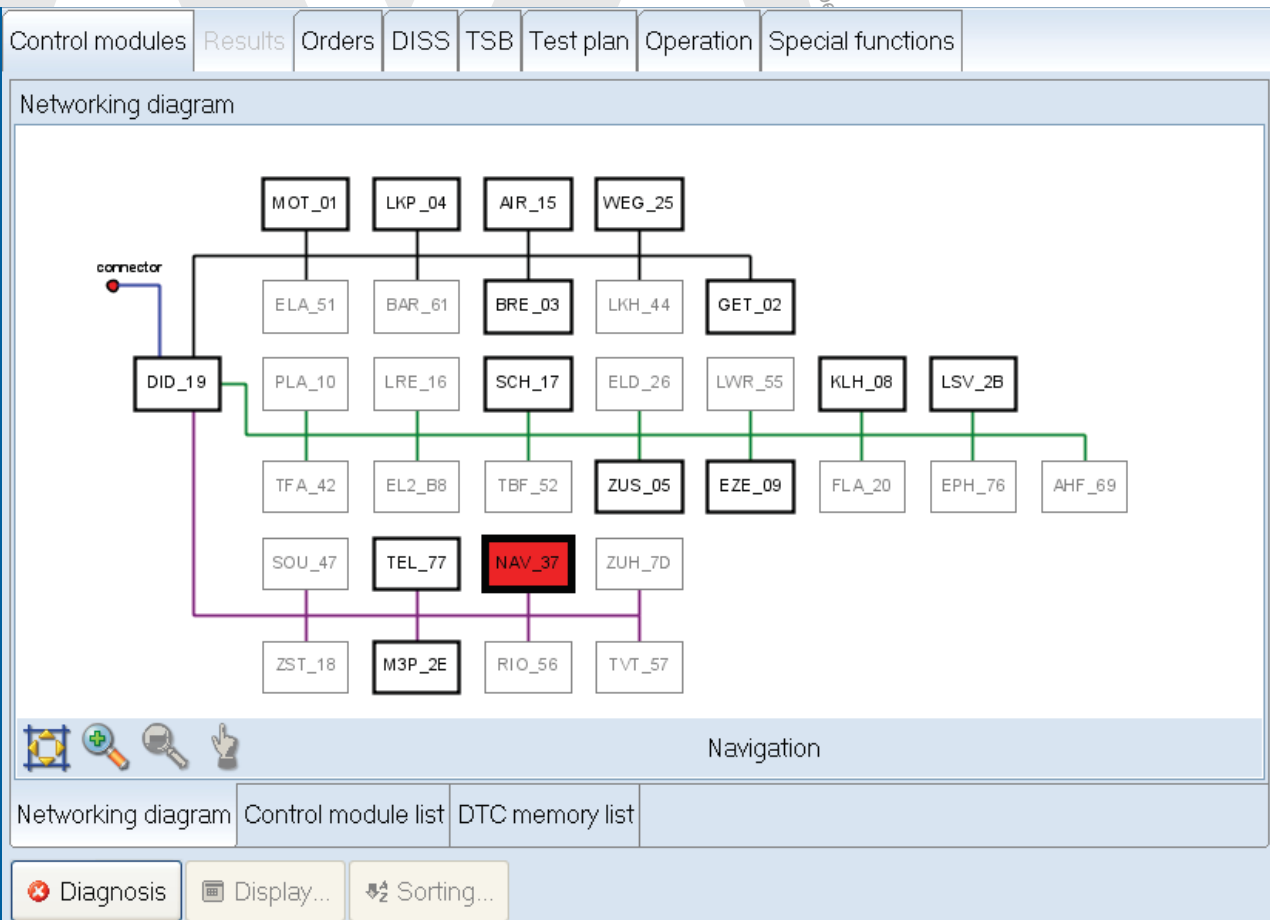 Control modules Results Orders DISS TSB Test plan Operation Special functions
Networking diagram
MOT_01 LKP_04 AIR_15 WEG_25
connector
ELA_51 BAR_61 BRE_03 LKH_44 GET_02
DID_19 PLA_10 LRE_16 SCH_17 ELD_26 LWR_55 KLH_08 LSV_2B
TFA_42 EL2_B8 TBF_52 ZUS_05 EZE_09 FLA_20 EPH_76 AHF_69
SOU_47 TEL_77 NAV_37 ZUH_7D
ZST_18 M3P_2E RIO_56 TVT_57
Navigation
Networking diagram Control module list DTC memory list
Diagnosis Display... Sorting...